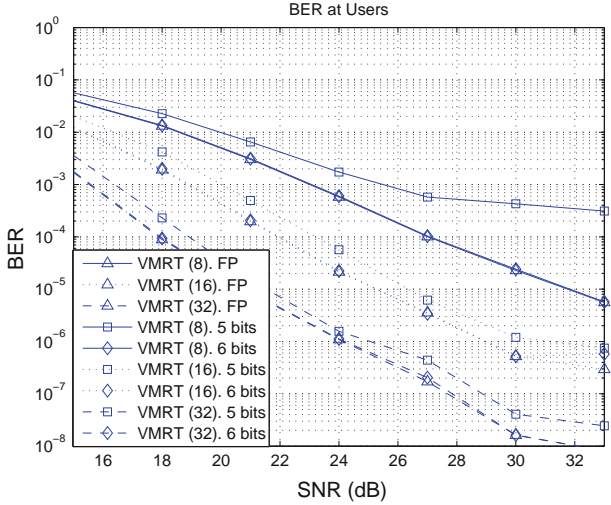 BER at Users
10^0
10^-1
10^-2
10^-3
10^-4
10^-5
10^-6
10^-7
10^-8
BER
VMRT (8). FP
VMRT (16). FP
VMRT (32). FP
VMRT (8). 5 bits
VMRT (8). 6 bits
VMRT (16). 5 bits
VMRT (16). 6 bits
VMRT (32). 5 bits
VMRT (32). 6 bits
16 18 20 22 24 26 28 30 32
SNR (dB)